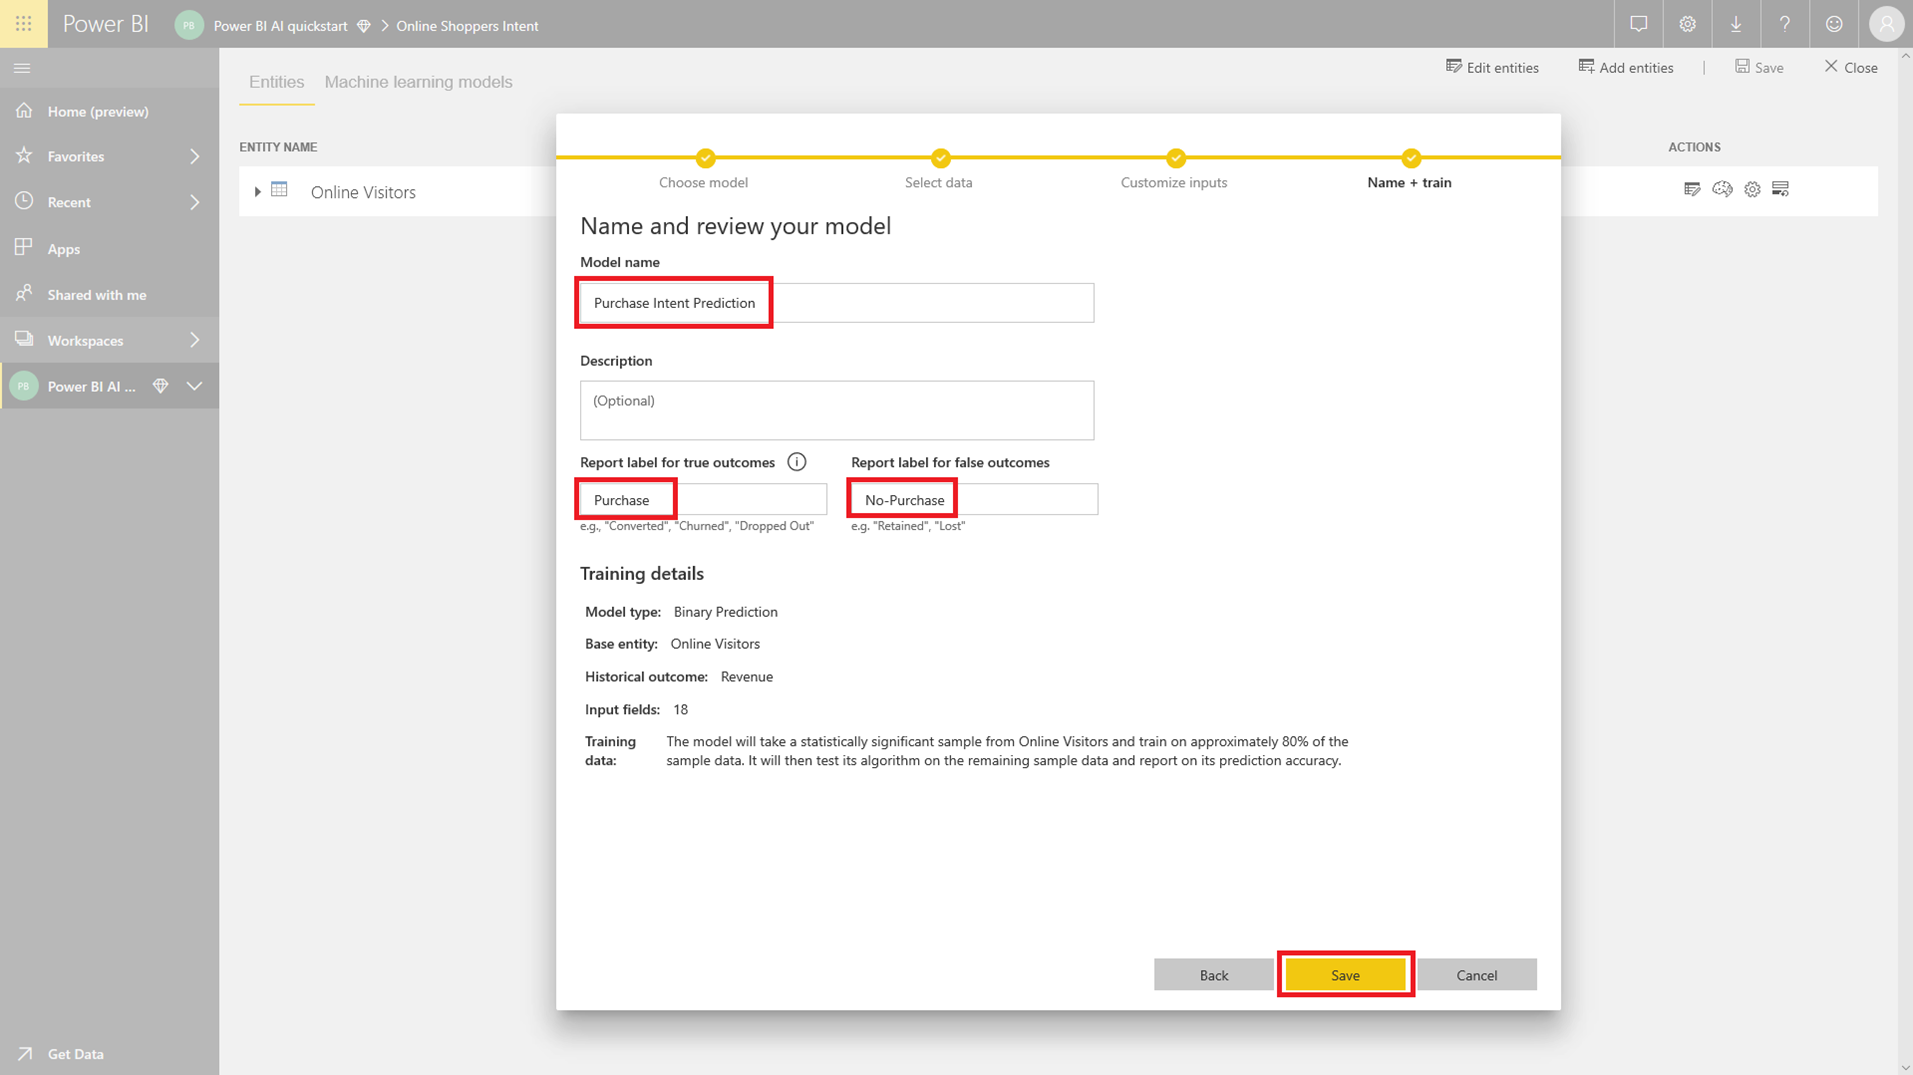 Power BI
PB
Power BI AI quickstart
Online Shoppers Intent
?
Home (preview)
Favorites
Recent
Apps
Shared with me
Workspaces
PB
Power BI AI ...
Get Data
Entities
Machine learning models
Edit entities
Add entities
|
Save
Close
ENTITY NAME
ACTIONS
Online Visitors
Choose model
Select data
Customize inputs
Name + train
Name and review your model
Model name
Purchase Intent Prediction
Description
(Optional)
Report label for true outcomes
Report label for false outcomes
Purchase
No-Purchase
e.g., "Converted", "Churned", "Dropped Out"
e.g. "Retained", "Lost"
Training details
Model type: Binary Prediction
Base entity: Online Visitors
Historical outcome: Revenue
Input fields: 18
Training data:
The model will take a statistically significant sample from Online Visitors and train on approximately 80% of the
sample data. It will then test its algorithm on the remaining sample data and report on its prediction accuracy.
Back
Save
Cancel